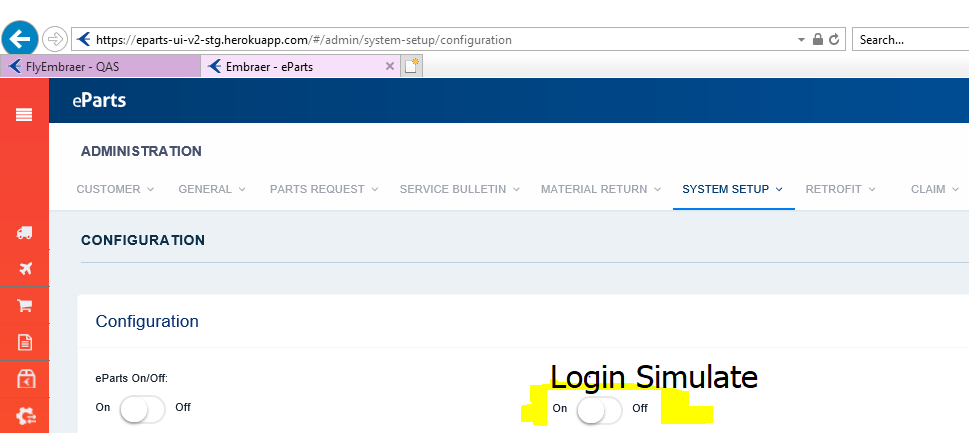 https://eparts-ui-v2-stg.herokuapp.com/#/admin/system-setup/configuration
Search...
FlyEmbraer - QAS
Embraer - eParts
eParts
ADMINISTRATION
CUSTOMER GENERAL PARTS REQUEST SERVICE BULLETIN MATERIAL RETURN SYSTEM SETUP RETROFIT CLAIM
CONFIGURATION
Configuration
eParts On/Off:
Login Simulate
On Off
On Off